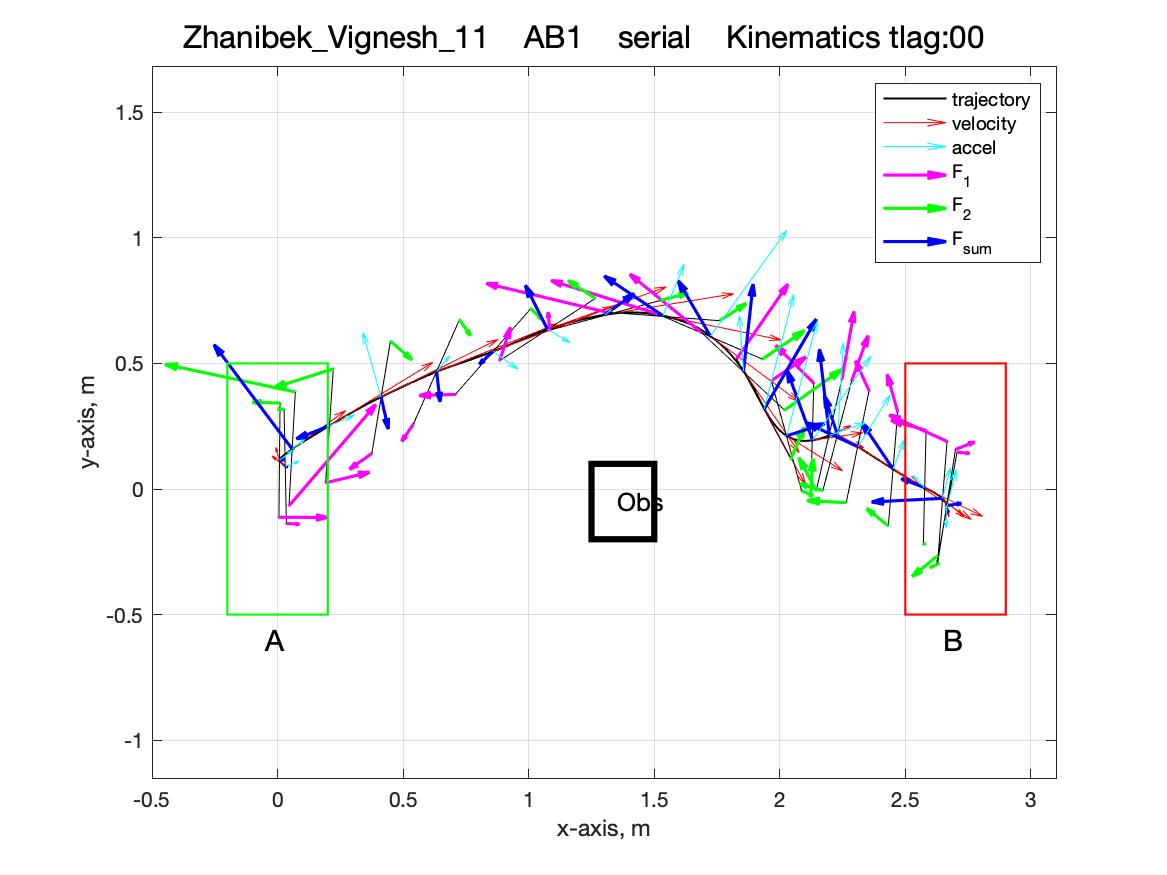 Zhanibek_Vignesh_11 AB1 serial Kinematics tlag:00
trajectory
velocity
accel
F1
F2
Fsum
y-axis, m
1.5
1
0.5
0
-0.5
-1
Obs
A
B
-0.5 0 0.5 1 1.5 2 2.5 3
x-axis, m